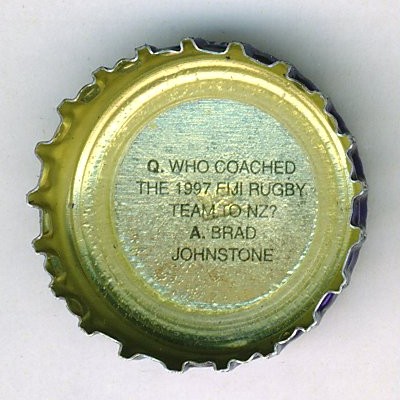 Q. WHO COACHED
THE 1997 FIJI RUGBY
TEAM TO NZ?
A. BRAD
JOHNSTONE